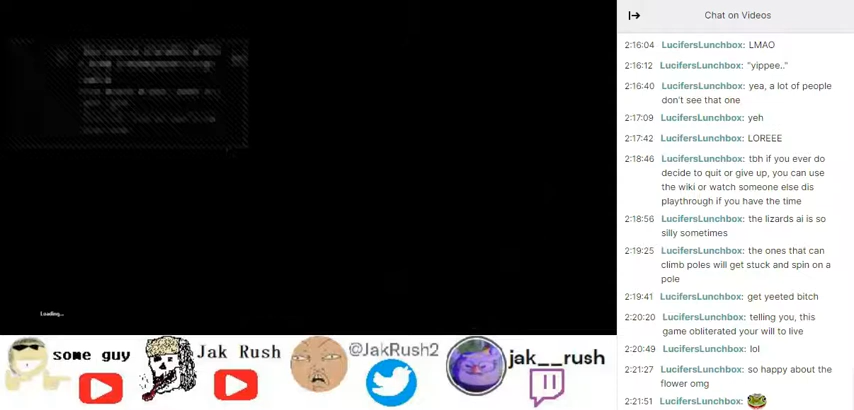 Chat on Videos
2:16:04 LucifersLunchbox: LMAO
2:16:12 LucifersLunchbox: "yippee.."
2:16:40 LucifersLunchbox: yea, a lot of people
don't see that one
2:17:09 LucifersLunchbox: yeh
2:17:42 LucifersLunchbox: LOREEE
2:18:46 LucifersLunchbox: tbh if you ever do
decide to quit or give up, you can use
the wiki or watch someone else dis
playthrough if you have the time
2:18:56 LucifersLunchbox: the lizards ai is so
silly sometimes
2:19:25 LucifersLunchbox: the ones that can
climb poles will get stuck and spin on a
pole
2:19:41 LucifersLunchbox: get yeeted bitch
2:20:20 LucifersLunchbox: telling you, this
game obliterated your will to live
2:20:49 LucifersLunchbox: lol
2:21:27 LucifersLunchbox: so happy about the
flower omg
2:21:51 LucifersLunchbox:
Loading...
some guy
Jak Rush
@JakRush2
jak__rush